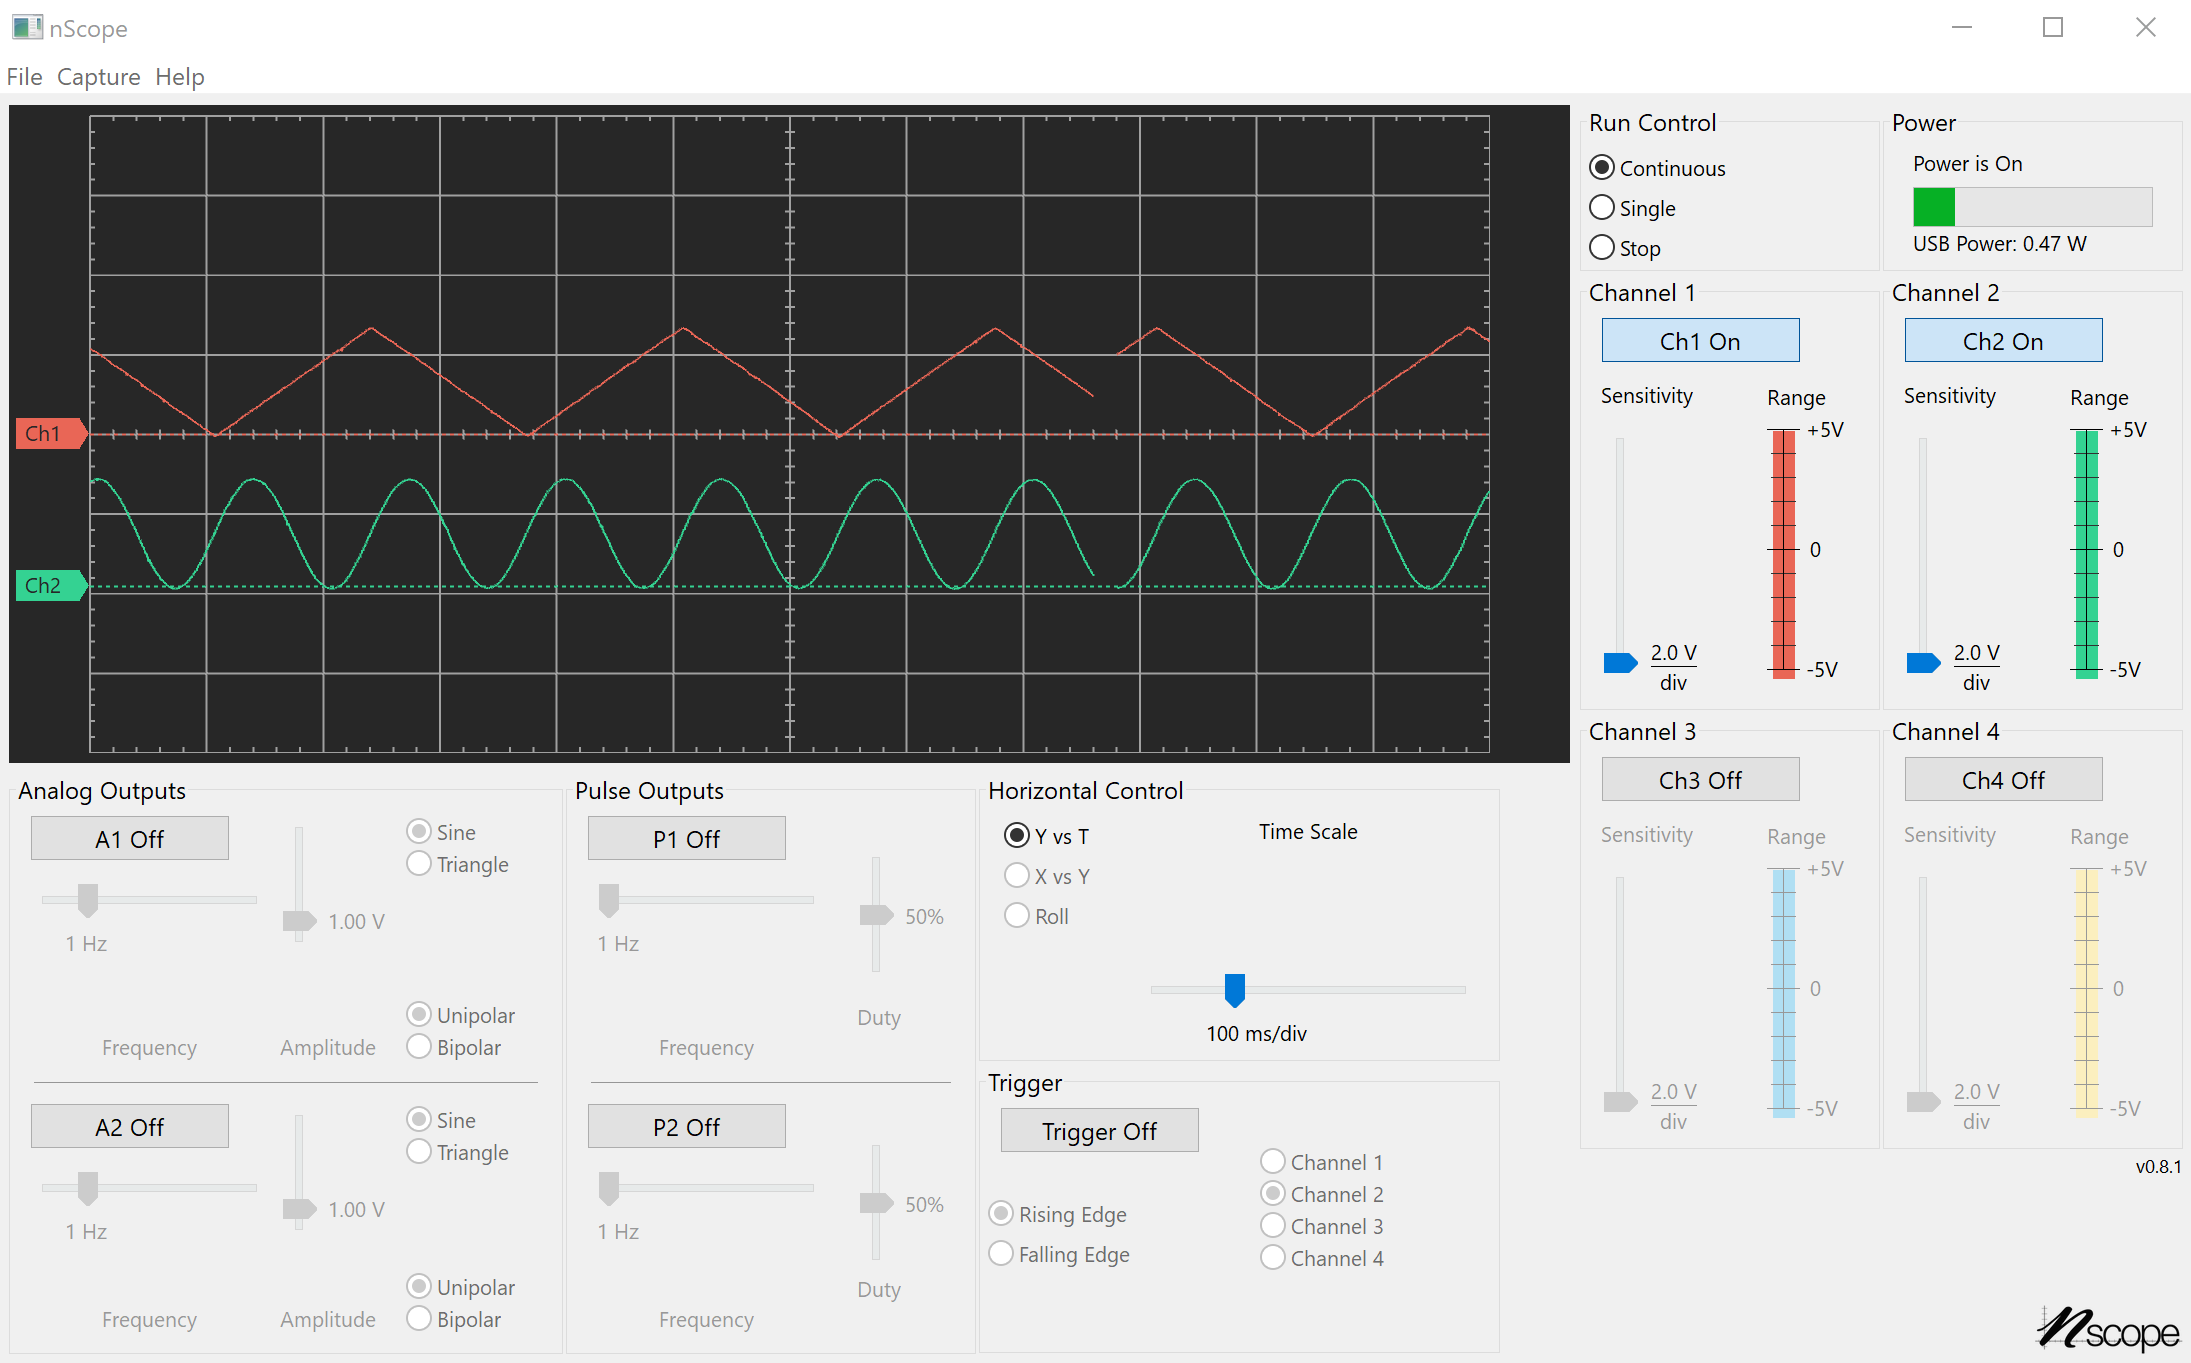 nScope
File Capture Help
Ch1
Ch2
Run Control
Continuous
Single
Stop
Power
Power is On
USB Power: 0.47 W
Channel 1
Ch1 On
Sensitivity
Range
+5V
0
-5V
2.0 V
div
Channel 2
Ch2 On
Sensitivity
Range
+5V
0
-5V
2.0 V
div
Channel 3
Ch3 Off
Sensitivity
Range
+5V
0
-5V
2.0 V
div
Channel 4
Ch4 Off
Sensitivity
Range
+5V
0
-5V
2.0 V
div
v0.8.1
Analog Outputs
A1 Off
Sine
Triangle
1.00 V
1 Hz
Unipolar
Bipolar
Frequency
Amplitude
A2 Off
Sine
Triangle
1.00 V
1 Hz
Unipolar
Bipolar
Frequency
Amplitude
Pulse Outputs
P1 Off
50%
1 Hz
Duty
Frequency
P2 Off
50%
1 Hz
Duty
Frequency
Horizontal Control
Y vs T
X vs Y
Roll
Time Scale
100 ms/div
Trigger
Trigger Off
Rising Edge
Falling Edge
Channel 1
Channel 2
Channel 3
Channel 4
nscope